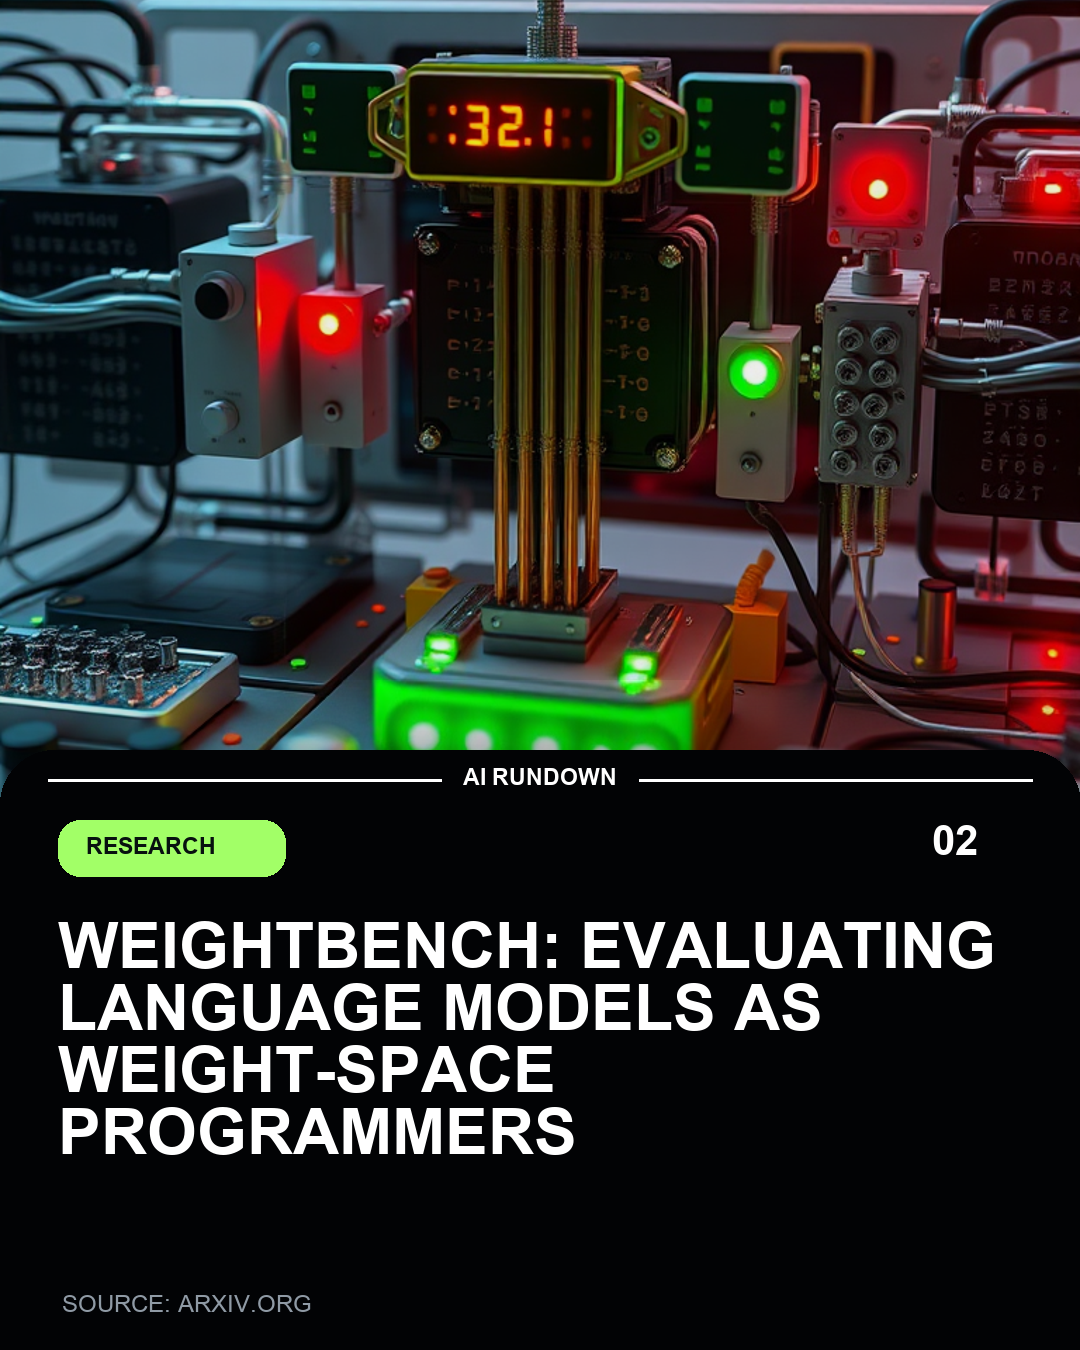 :32.1
AI RUNDOWN
RESEARCH
02
WEIGHTBENCH: EVALUATING
LANGUAGE MODELS AS
WEIGHT-SPACE
PROGRAMMERS
SOURCE: ARXIV.ORG